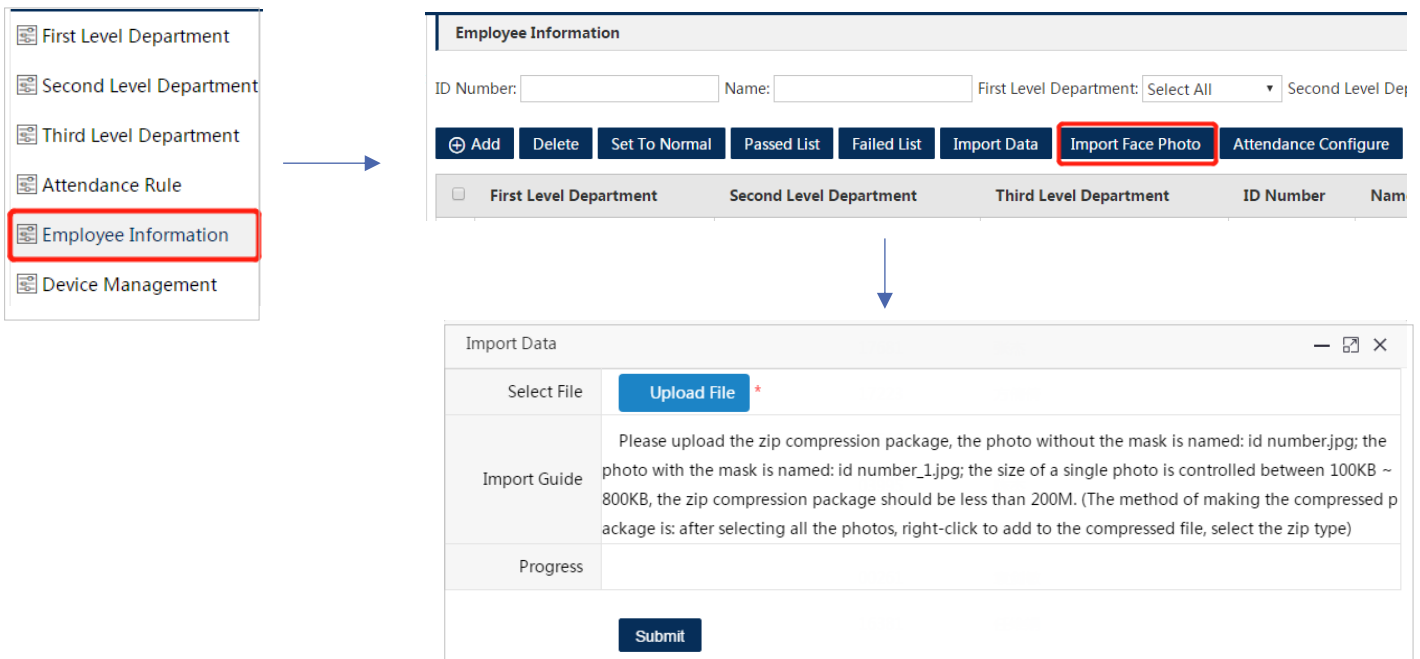 First Level Department
Second Level Department
Third Level Department
Attendance Rule
Employee Information
Device Management
Employee Information
ID Number: Name: First Level Department: Select All Second Level Dep
Add Delete Set To Normal Passed List Failed List Import Data Import Face Photo Attendance Configure
First Level Department Second Level Department Third Level Department ID Number Nam
Import Data
Select File Upload File *
Import Guide
Please upload the zip compression package, the photo without the mask is named: id number.jpg; the
photo with the mask is named: id number_1.jpg; the size of a single photo is controlled between 100KB ~
800KB, the zip compression package should be less than 200M. (The method of making the compressed p
ackage is: after selecting all the photos, right-click to add to the compressed file, select the zip type)
Progress
Submit